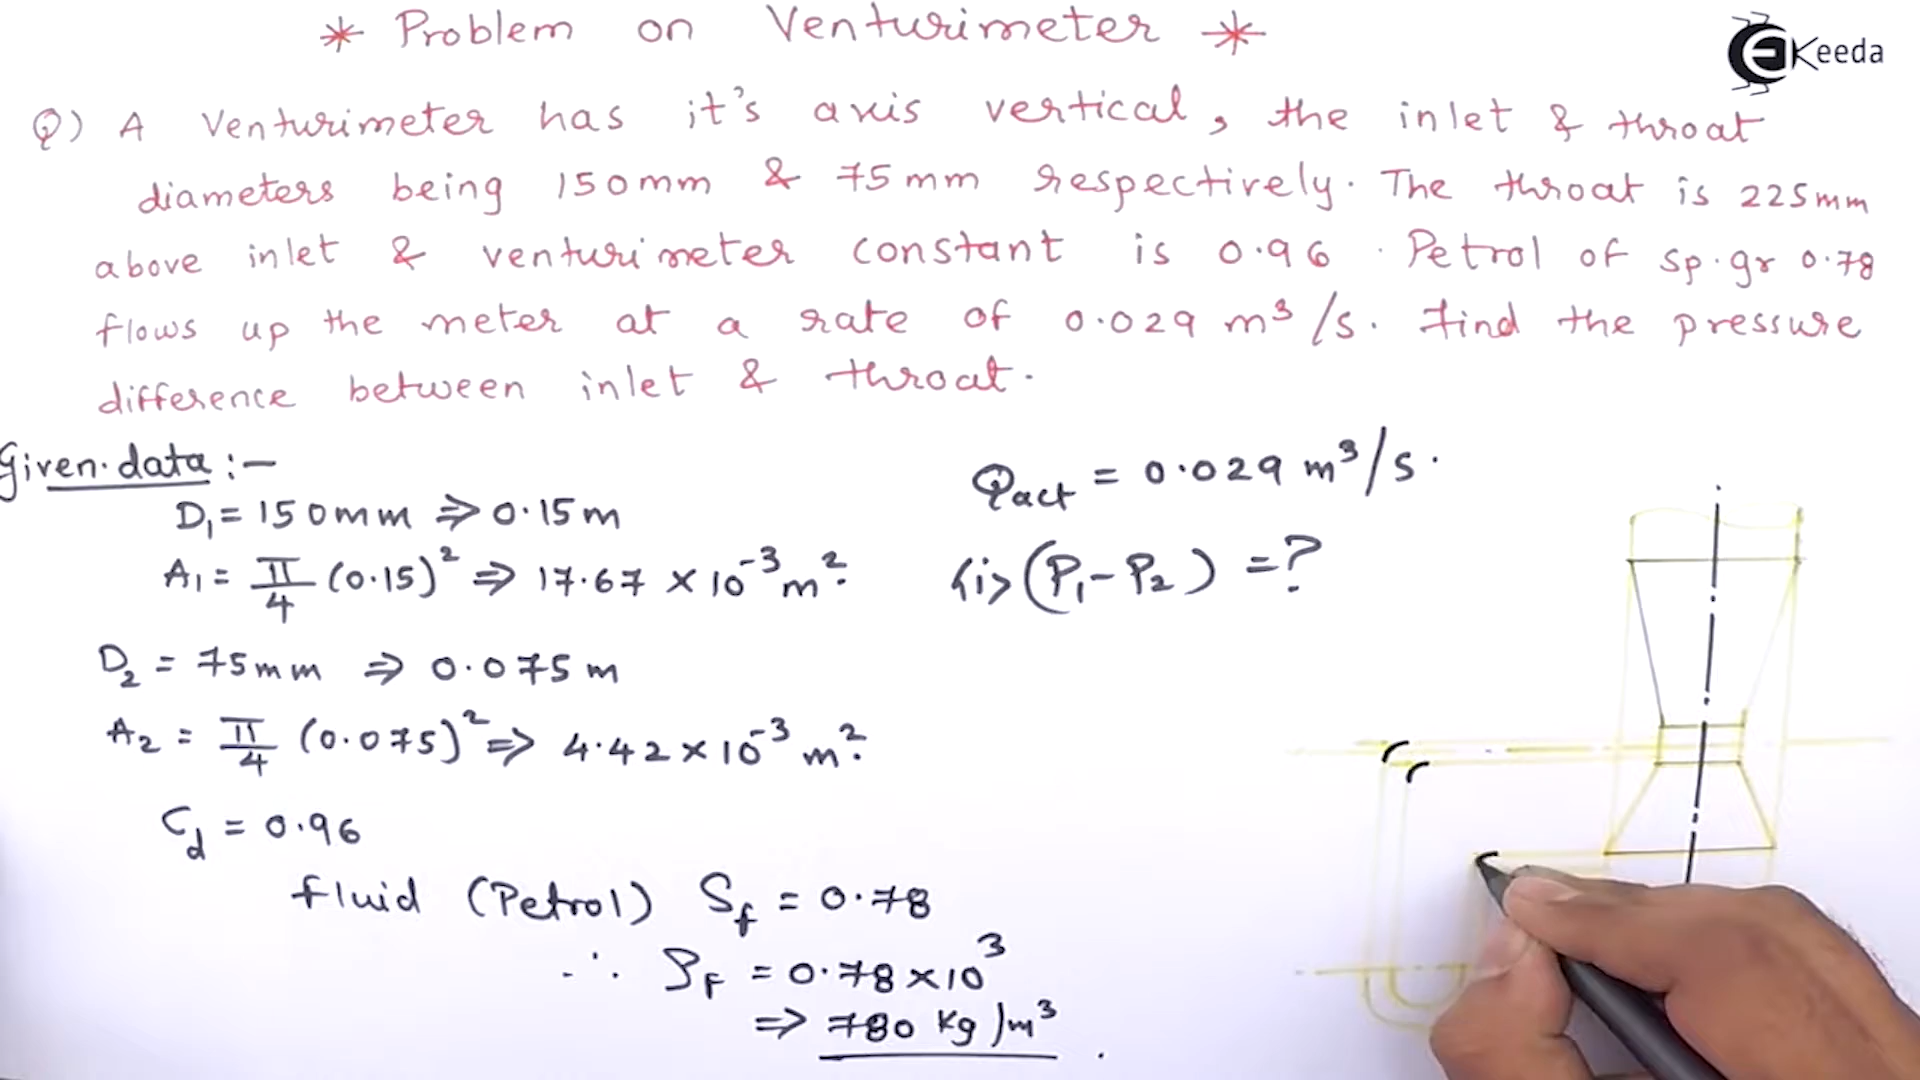 * Problem on Venturimeter *
EKeeda
Q) A Venturimeter has it's axis vertical, the inlet & throat
diameters being 150mm & 75mm respectively. The throat is 225mm
above inlet & venturimeter constant is 0.96. Petrol of sp.gr 0.78
flows up the meter at a rate of 0.029 m³/s. find the pressure
difference between inlet & throat.
Given data :-
D₁ = 150mm ⇒ 0.15m
A₁ = π/4 (0.15)² ⇒ 17.67 × 10⁻³ m².
D₂ = 75mm ⇒ 0.075m
A₂ = π/4 (0.075)² ⇒ 4.42 × 10⁻³ m².
Cd = 0.96
fluid (Petrol) Sf = 0.78
∴ ρF = 0.78 × 10³
⇒ 780 kg/m³.
Qact = 0.029 m³/s.
<i> (P₁ - P₂) = ?